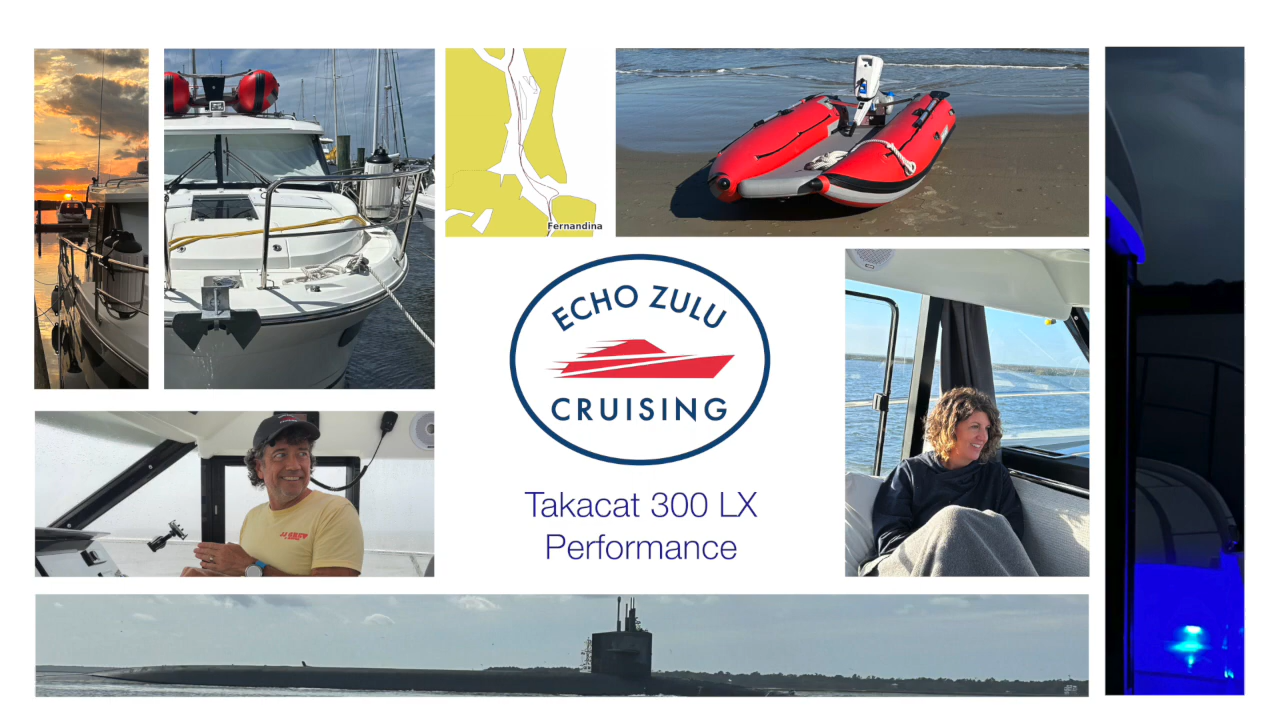 Fernandina
ECHO ZULU
CRUISING
Takacat 300 LX
Performance